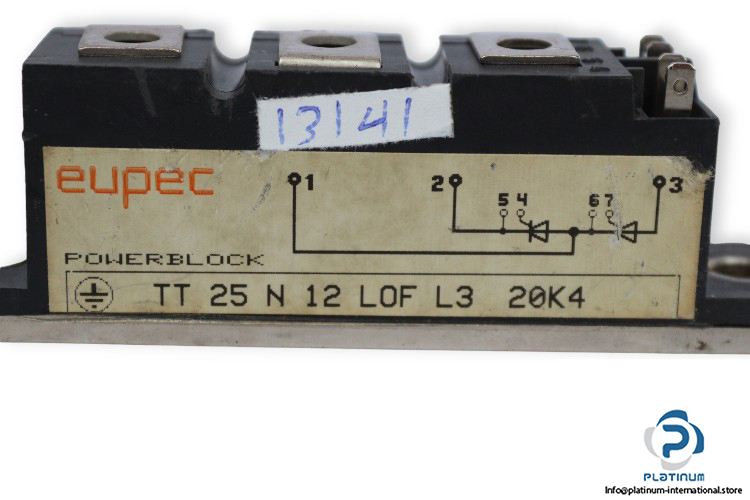 13141
eupec
1
2
3
5 4
6 7
POWERBLOCK
TT 25 N 12 LOF L3 20K4
PLATINUM
Info@platinum-international.store